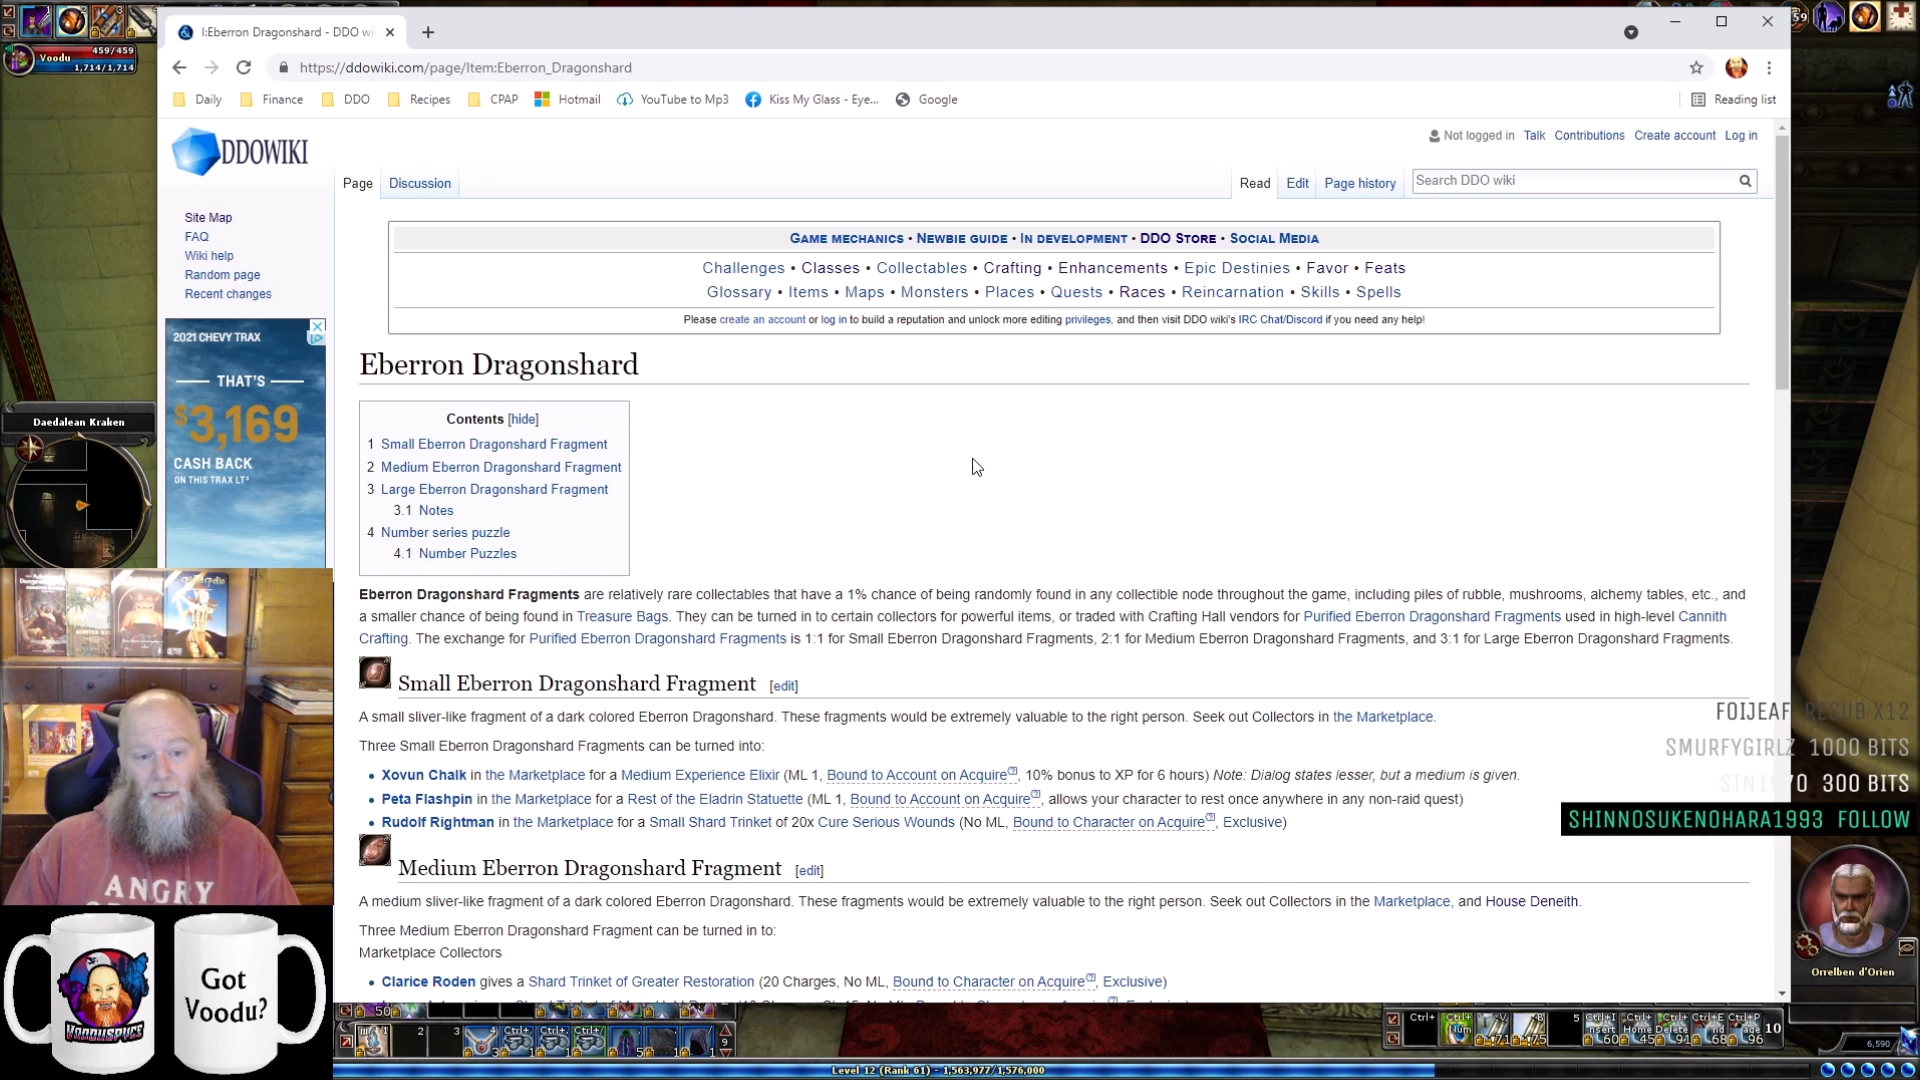 I:Eberron Dragonshard - DDO wi
https://ddowiki.com/page/Item:Eberron_Dragonshard
Daily Finance DDO Recipes CPAP Hotmail YouTube to Mp3 Kiss My Glass - Eye... Google Reading list
Voodu
459/459
1,714/1,714
59
DDOWIKI
Not logged in Talk Contributions Create account Log in
Page Discussion Read Edit Page history Search DDO wiki
Site Map
FAQ
Wiki help
Random page
Recent changes
GAME MECHANICS • NEWBIE GUIDE • IN DEVELOPMENT • DDO STORE • SOCIAL MEDIA
Challenges • Classes • Collectables • Crafting • Enhancements • Epic Destinies • Favor • Feats
Glossary • Items • Maps • Monsters • Places • Quests • Races • Reincarnation • Skills • Spells
Please create an account or log in to build a reputation and unlock more editing privileges, and then visit DDO wiki's IRC Chat/Discord if you need any help!
2021 CHEVY TRAX
THAT'S
$3,169
CASH BACK
ON THIS TRAX LT¹
Daedalean Kraken
Eberron Dragonshard
Contents [hide]
1 Small Eberron Dragonshard Fragment
2 Medium Eberron Dragonshard Fragment
3 Large Eberron Dragonshard Fragment
3.1 Notes
4 Number series puzzle
4.1 Number Puzzles
Eberron Dragonshard Fragments are relatively rare collectables that have a 1% chance of being randomly found in any collectible node throughout the game, including piles of rubble, mushrooms, alchemy tables, etc., and
a smaller chance of being found in Treasure Bags. They can be turned in to certain collectors for powerful items, or traded with Crafting Hall vendors for Purified Eberron Dragonshard Fragments used in high-level Cannith
Crafting. The exchange for Purified Eberron Dragonshard Fragments is 1:1 for Small Eberron Dragonshard Fragments, 2:1 for Medium Eberron Dragonshard Fragments, and 3:1 for Large Eberron Dragonshard Fragments.
Small Eberron Dragonshard Fragment [edit]
A small sliver-like fragment of a dark colored Eberron Dragonshard. These fragments would be extremely valuable to the right person. Seek out Collectors in the Marketplace.
Three Small Eberron Dragonshard Fragments can be turned into:
• Xovun Chalk in the Marketplace for a Medium Experience Elixir (ML 1, Bound to Account on Acquire, 10% bonus to XP for 6 hours) Note: Dialog states lesser, but a medium is given.
• Peta Flashpin in the Marketplace for a Rest of the Eladrin Statuette (ML 1, Bound to Account on Acquire, allows your character to rest once anywhere in any non-raid quest)
• Rudolf Rightman in the Marketplace for a Small Shard Trinket of 20x Cure Serious Wounds (No ML, Bound to Character on Acquire, Exclusive)
Medium Eberron Dragonshard Fragment [edit]
A medium sliver-like fragment of a dark colored Eberron Dragonshard. These fragments would be extremely valuable to the right person. Seek out Collectors in the Marketplace, and House Deneith.
Three Medium Eberron Dragonshard Fragment can be turned in to:
Marketplace Collectors
• Clarice Roden gives a Shard Trinket of Greater Restoration (20 Charges, No ML, Bound to Character on Acquire, Exclusive)
FOIJEAF RESUB X12
SMURFYGIRLZ 1000 BITS
300 BITS
SHINNOSUKENOHARA1993 FOLLOW
ANGRY
VOODUSPYCE
Got
Voodu?
Orrelben d'Orien
6,590
Level 12 (Rank 61) - 1,563,977/1,576,000